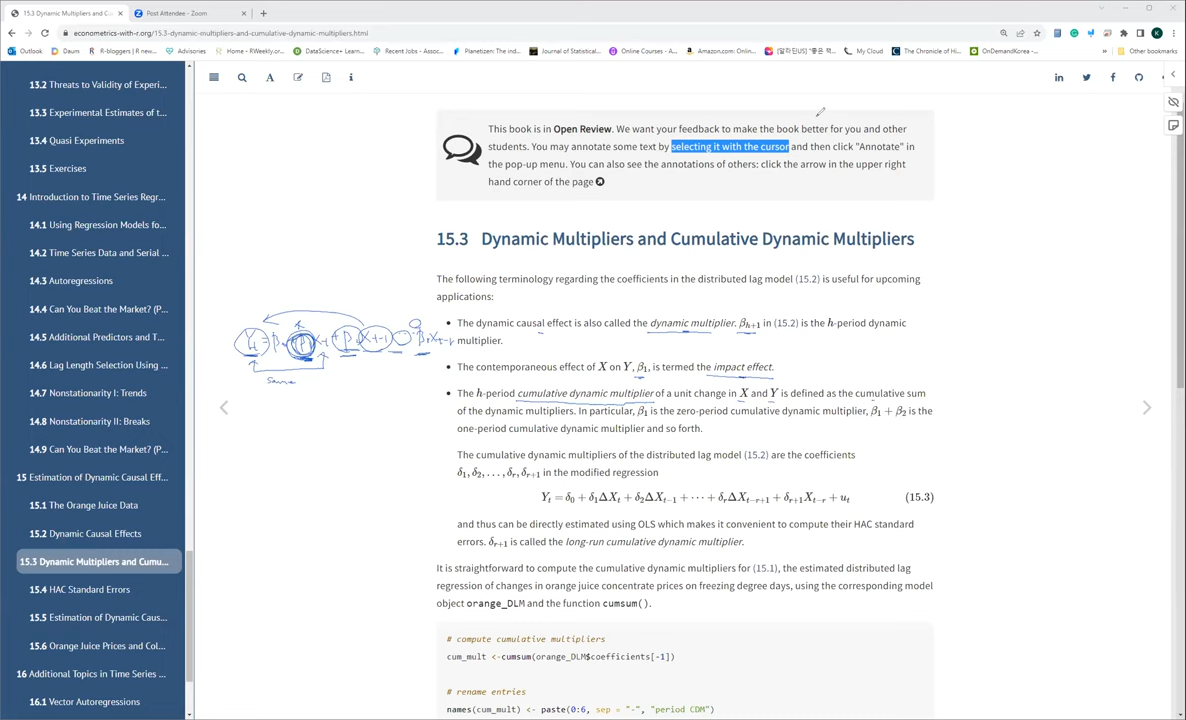 15.3 Dynamic Multipliers and Cu
Post Attendee - Zoom
econometrics-with-r.org/15.3-dynamic-multipliers-and-cumulative-dynamic-multipliers.html
Outlook
Daum
R-bloggers | R new...
Advisories
Home - RWeekly.or...
DataScience+ Learn...
Recent Jobs - Assoc...
Planetizen: The ind...
Journal of Statistical...
Online Courses - A...
Amazon.com: Onlin...
[알라딘US] "좋은 책...
My Cloud
The Chronicle of Hi...
OnDemandKorea -...
Other bookmarks
13.2 Threats to Validity of Experi...
13.3 Experimental Estimates of t...
13.4 Quasi Experiments
13.5 Exercises
14 Introduction to Time Series Regr...
14.1 Using Regression Models fo...
14.2 Time Series Data and Serial ...
14.3 Autoregressions
14.4 Can You Beat the Market? (P...
14.5 Additional Predictors and T...
14.6 Lag Length Selection Using ...
14.7 Nonstationarity I: Trends
14.8 Nonstationarity II: Breaks
14.9 Can You Beat the Market? (P...
15 Estimation of Dynamic Causal Eff...
15.1 The Orange Juice Data
15.2 Dynamic Causal Effects
15.3 Dynamic Multipliers and Cumu...
15.4 HAC Standard Errors
15.5 Estimation of Dynamic Caus...
15.6 Orange Juice Prices and Col...
16 Additional Topics in Time Series ...
16.1 Vector Autoregressions
This book is in Open Review. We want your feedback to make the book better for you and other
students. You may annotate some text by selecting it with the cursor and then click "Annotate" in
the pop-up menu. You can also see the annotations of others: click the arrow in the upper right
hand corner of the page
15.3 Dynamic Multipliers and Cumulative Dynamic Multipliers
The following terminology regarding the coefficients in the distributed lag model (15.2) is useful for upcoming
applications:
• The dynamic causal effect is also called the dynamic multiplier. βh+1 in (15.2) is the h-period dynamic
multiplier.
• The contemporaneous effect of X on Y, β1, is termed the impact effect.
• The h-period cumulative dynamic multiplier of a unit change in X and Y is defined as the cumulative sum
of the dynamic multipliers. In particular, β1 is the zero-period cumulative dynamic multiplier, β1 + β2 is the
one-period cumulative dynamic multiplier and so forth.
The cumulative dynamic multipliers of the distributed lag model (15.2) are the coefficients
δ1, δ2, . . . , δr, δr+1 in the modified regression
Yt = δ0 + δ1ΔXt + δ2ΔXt−1 + ⋯ + δrΔXt−r+1 + δr+1Xt−r + ut (15.3)
and thus can be directly estimated using OLS which makes it convenient to compute their HAC standard
errors. δr+1 is called the long-run cumulative dynamic multiplier.
It is straightforward to compute the cumulative dynamic multipliers for (15.1), the estimated distributed lag
regression of changes in orange juice concentrate prices on freezing degree days, using the corresponding model
object orange_DLM and the function cumsum().
# compute cumulative multipliers
cum_mult <-cumsum(orange_DLM$coefficients[-1])
# rename entries
names(cum_mult) <- paste(0:6, sep = "-", "period CDM")
Same